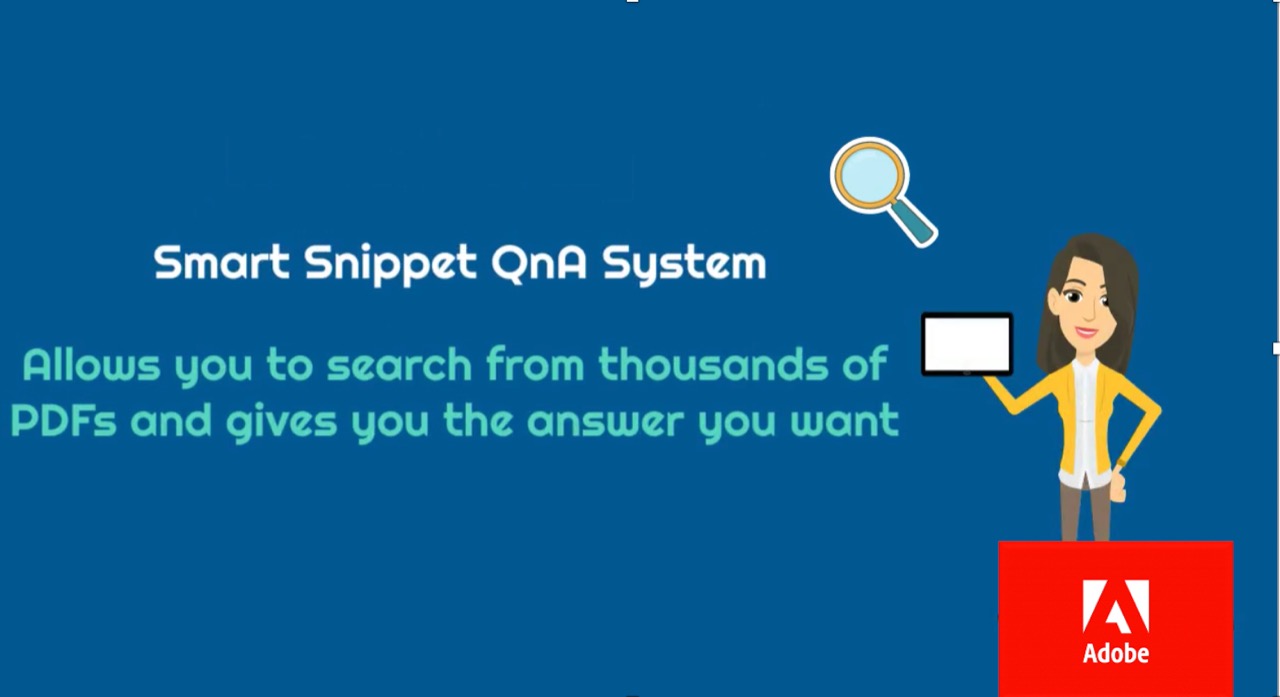 Smart Snippet QnA System
Allows you to search from thousands of
PDFs and gives you the answer you want
Adobe